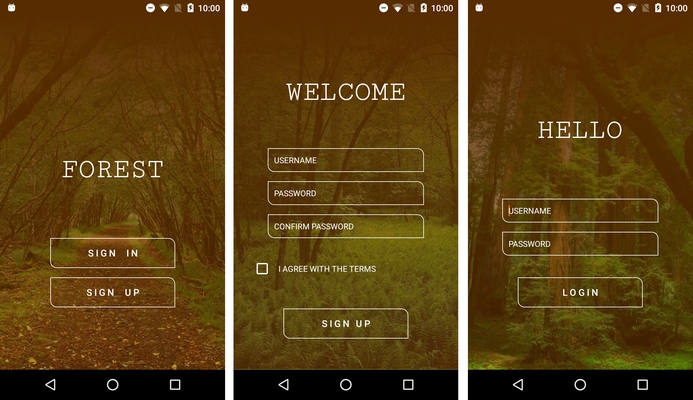 10:00
FOREST
SIGN IN
SIGN UP
10:00
WELCOME
USERNAME
PASSWORD
CONFIRM PASSWORD
I AGREE WITH THE TERMS
SIGN UP
10:00
HELLO
USERNAME
PASSWORD
LOGIN